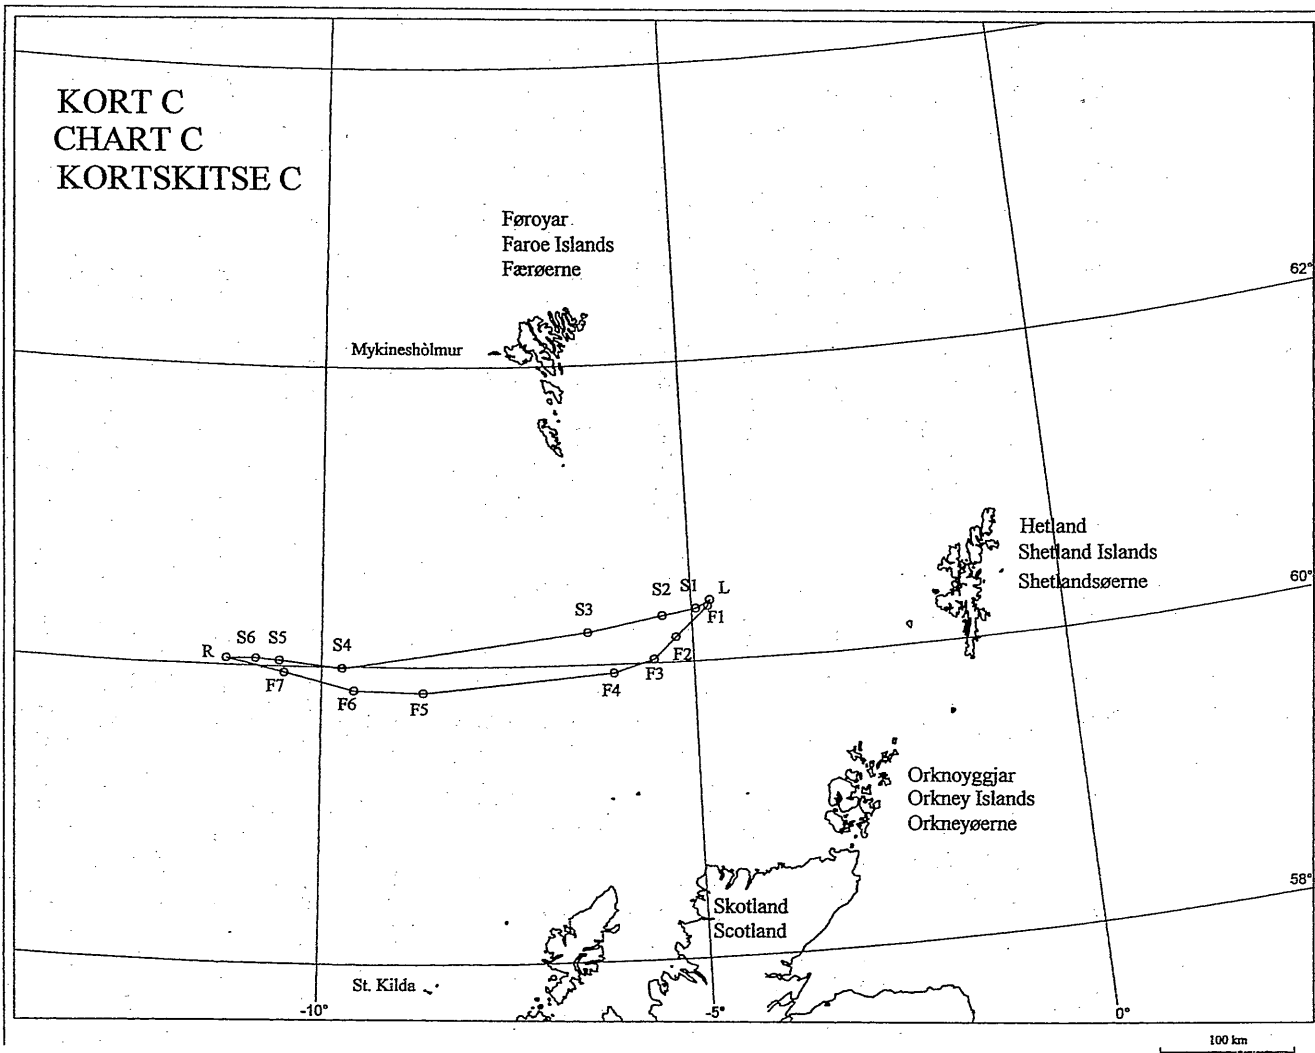 KORT C
CHART C
KORTSKITSE C
Føroyar
Faroe Islands
Færøerne
62°
Mykineshòlmur
Hetland
Shetland Islands
Shetlandsøerne
60°
S1
L
S2
F1
S3
S6
S5
S4
R
F2
F3
F7
F4
F6
F5
Orknoyggjar
Orkney Islands
Orkneyøerne
58°
Skotland
Scotland
St. Kilda
-10°
-5°
0°
100 km